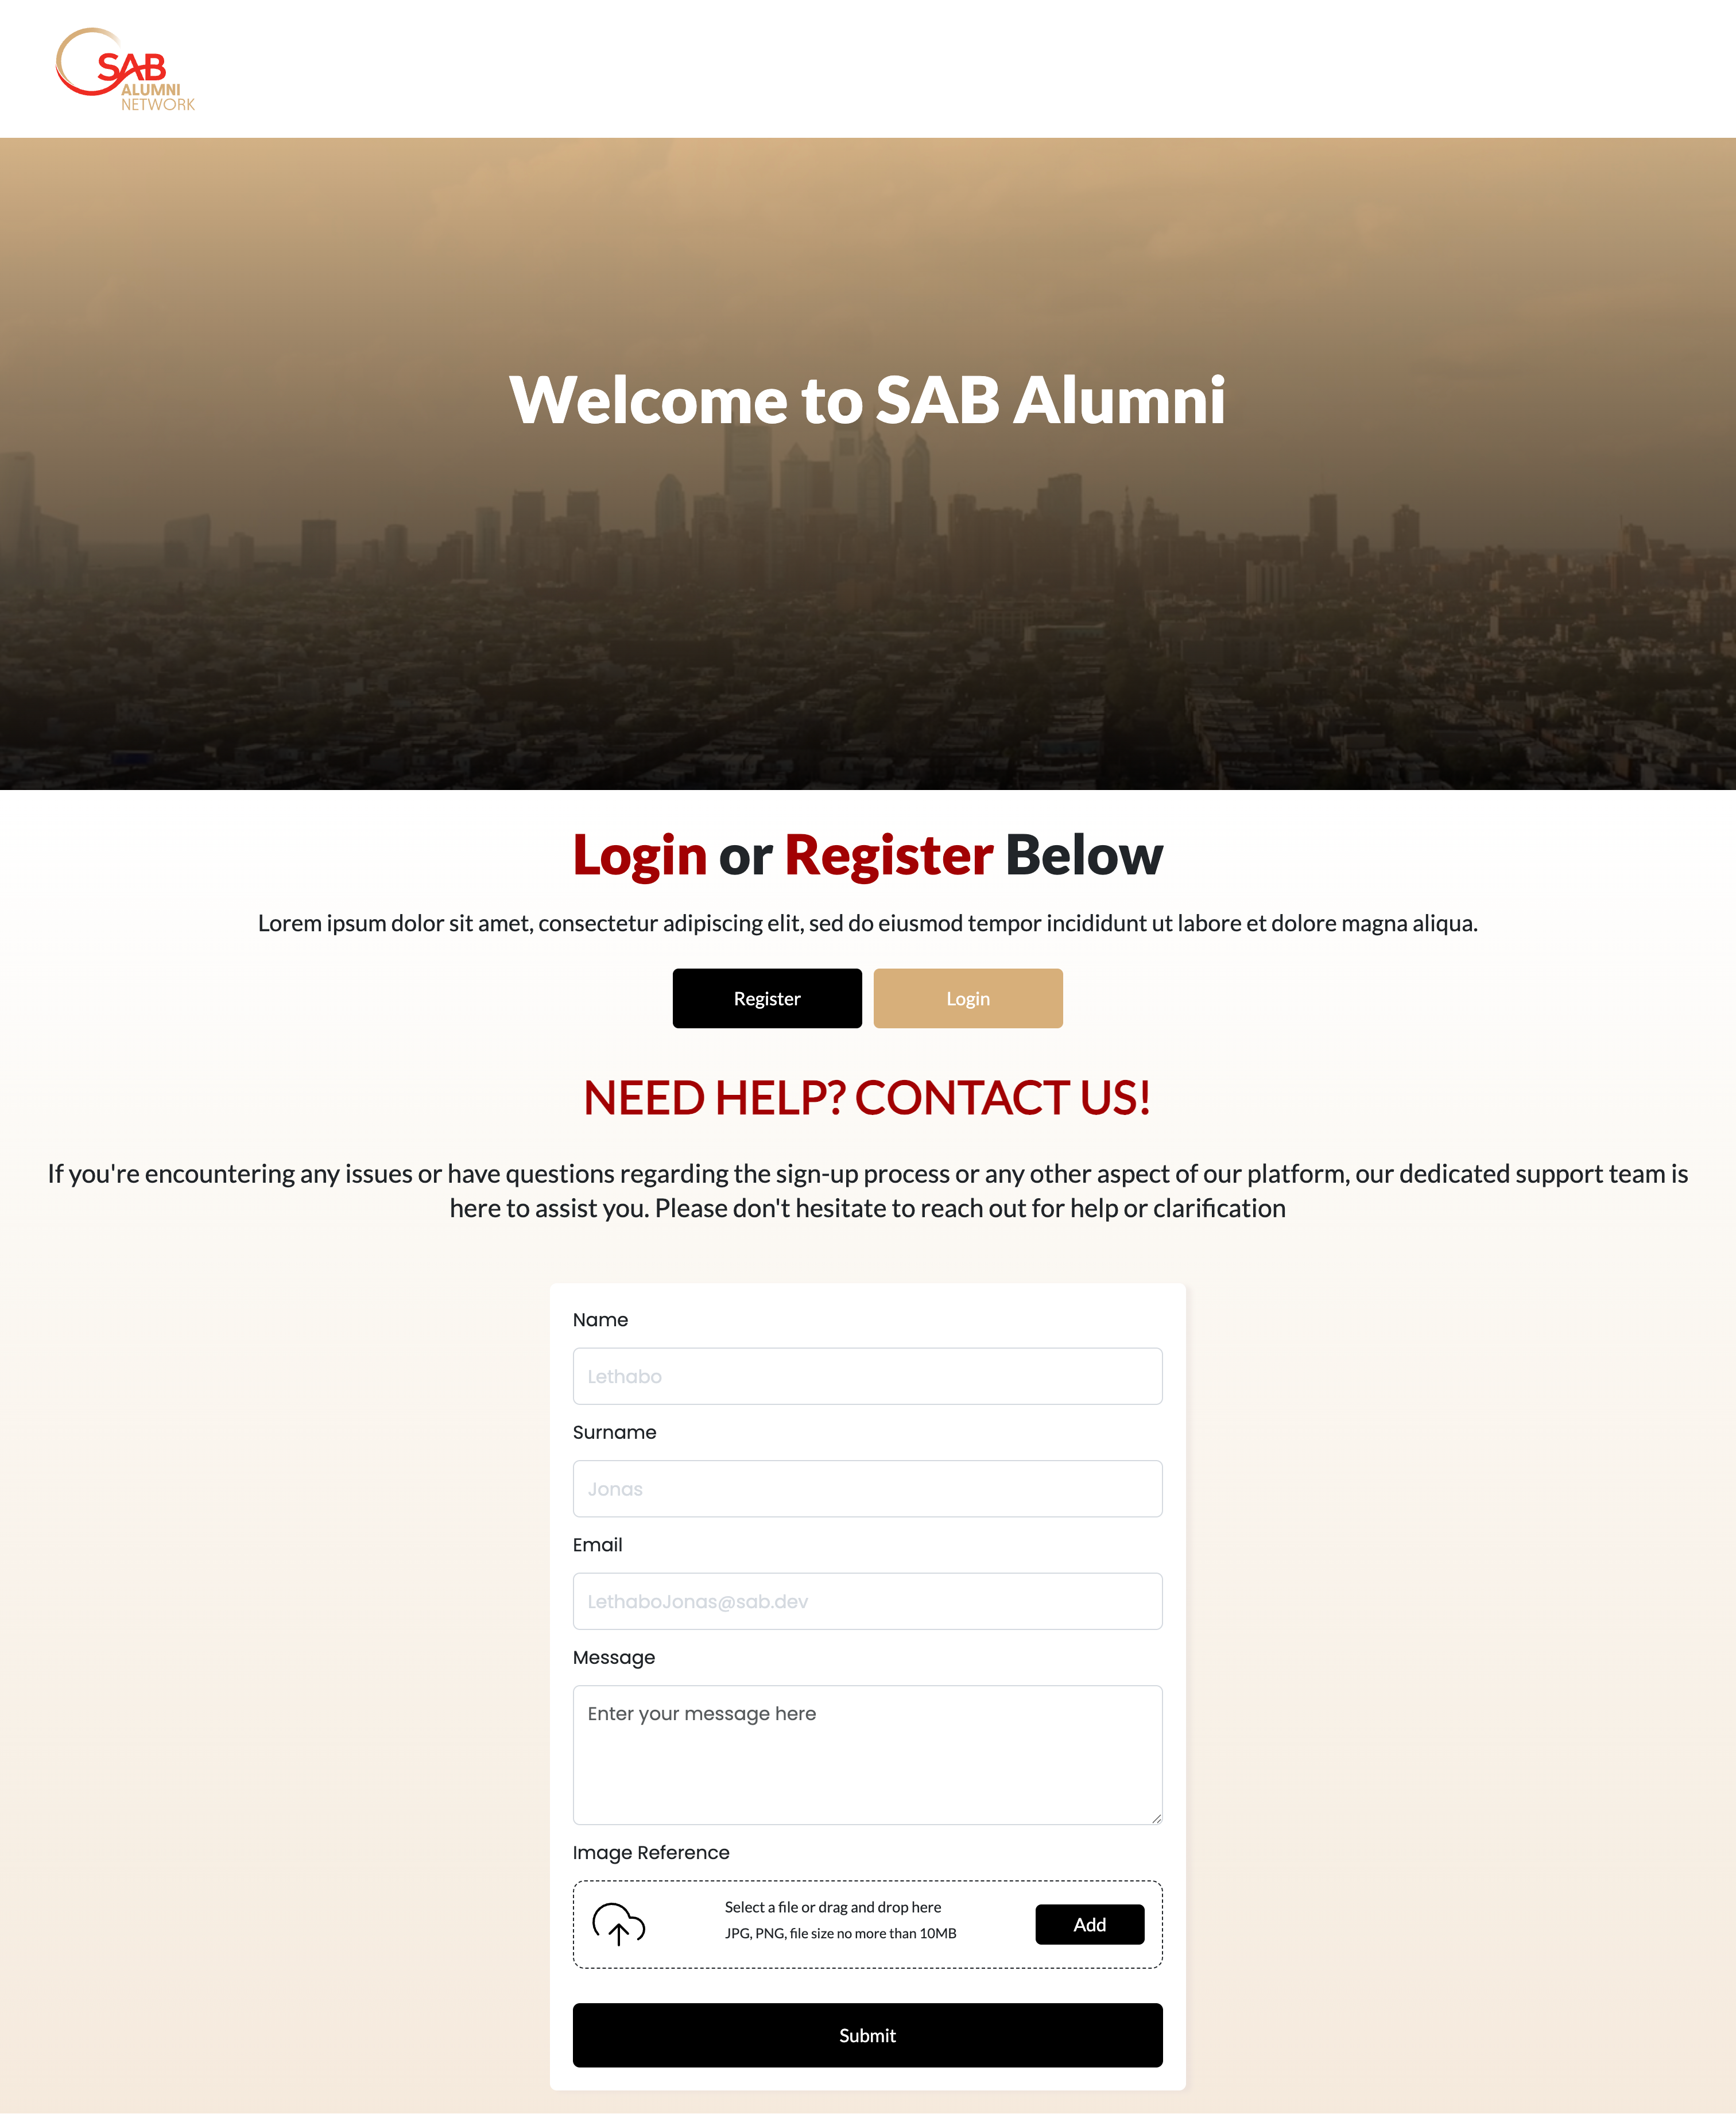 SAB
ALUMNI
NETWORK
Welcome to SAB Alumni
Login or Register Below
Lorem ipsum dolor sit amet, consectetur adipiscing elit, sed do eiusmod tempor incididunt ut labore et dolore magna aliqua.
Register
Login
NEED HELP? CONTACT US!
If you're encountering any issues or have questions regarding the sign-up process or any other aspect of our platform, our dedicated support team is
here to assist you. Please don't hesitate to reach out for help or clarification
Name
Lethabo
Surname
Jonas
Email
LethaboJonas@sab.dev
Message
Enter your message here
Image Reference
Select a file or drag and drop here
JPG, PNG, file size no more than 10MB
Add
Submit